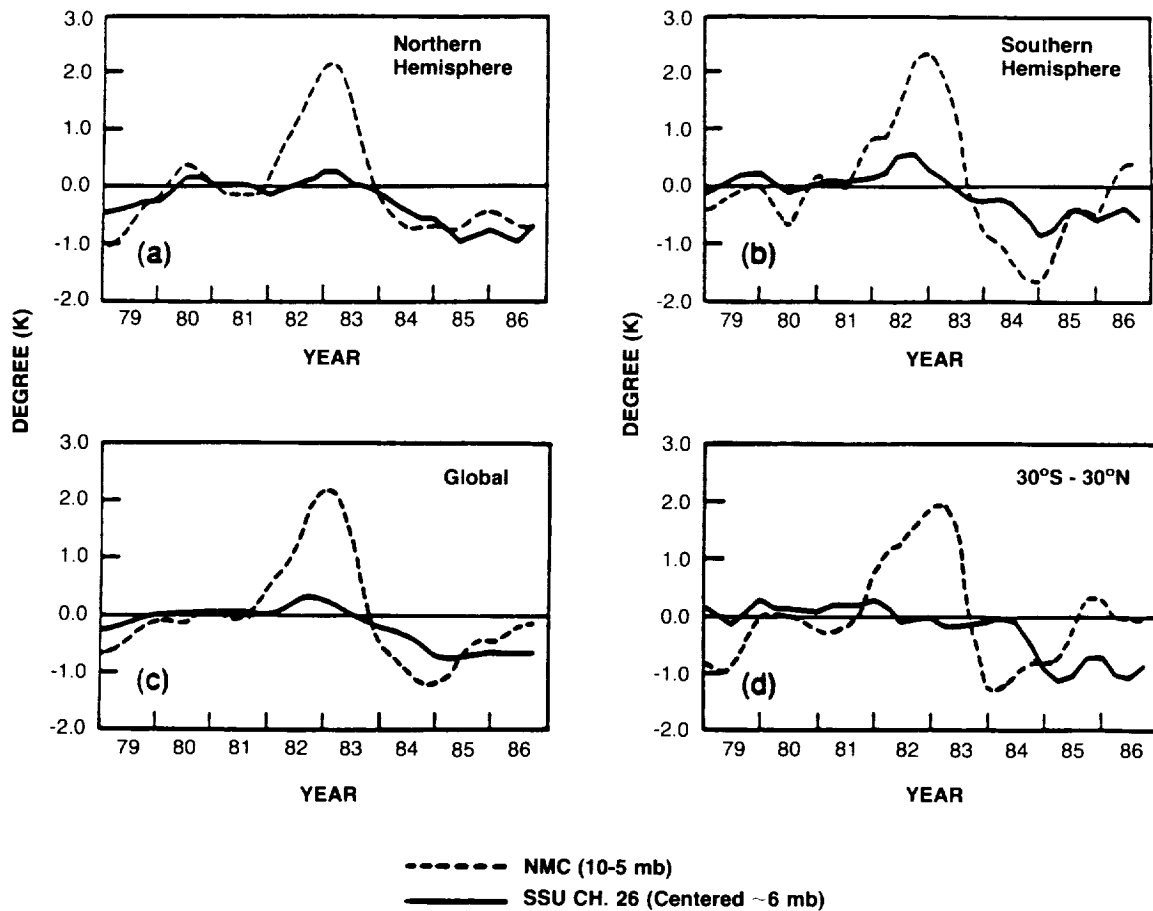 3.0
2.0
1.0
0.0
-1.0
-2.0
Northern
Hemisphere
(a)
79 80 81 82 83 84 85 86
YEAR
3.0
2.0
1.0
0.0
-1.0
-2.0
Southern
Hemisphere
(b)
79 80 81 82 83 84 85 86
YEAR
DEGREE (K)
DEGREE (K)
3.0
2.0
1.0
0.0
-1.0
-2.0
Global
(c)
79 80 81 82 83 84 85 86
YEAR
3.0
2.0
1.0
0.0
-1.0
-2.0
30°S - 30°N
(d)
79 80 81 82 83 84 85 86
YEAR
NMC (10-5 mb)
SSU CH. 26 (Centered ~6 mb)